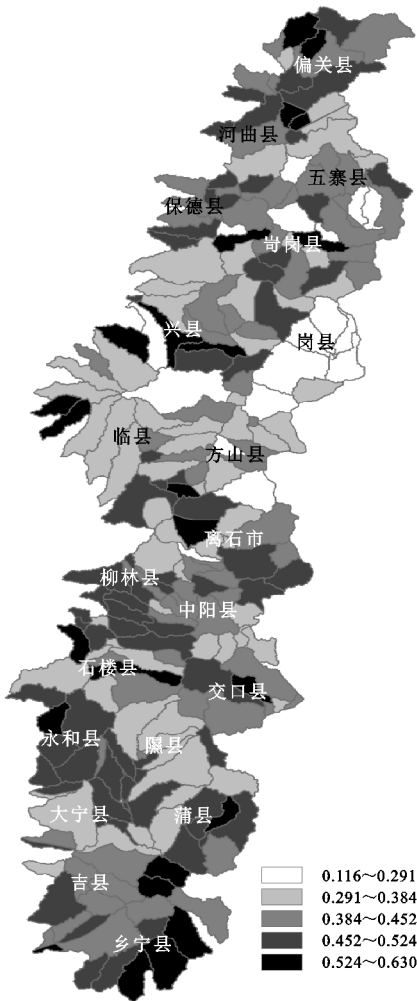 偏关县
河曲县
五寨县
保德县
岢岗县
兴县
岗县
临县
方山县
离石市
柳林县
中阳县
石楼县
交口县
永和县
隰县
大宁县
蒲县
吉县
乡宁县
0.116～0.291
0.291～0.384
0.384～0.452
0.452～0.524
0.524～0.630